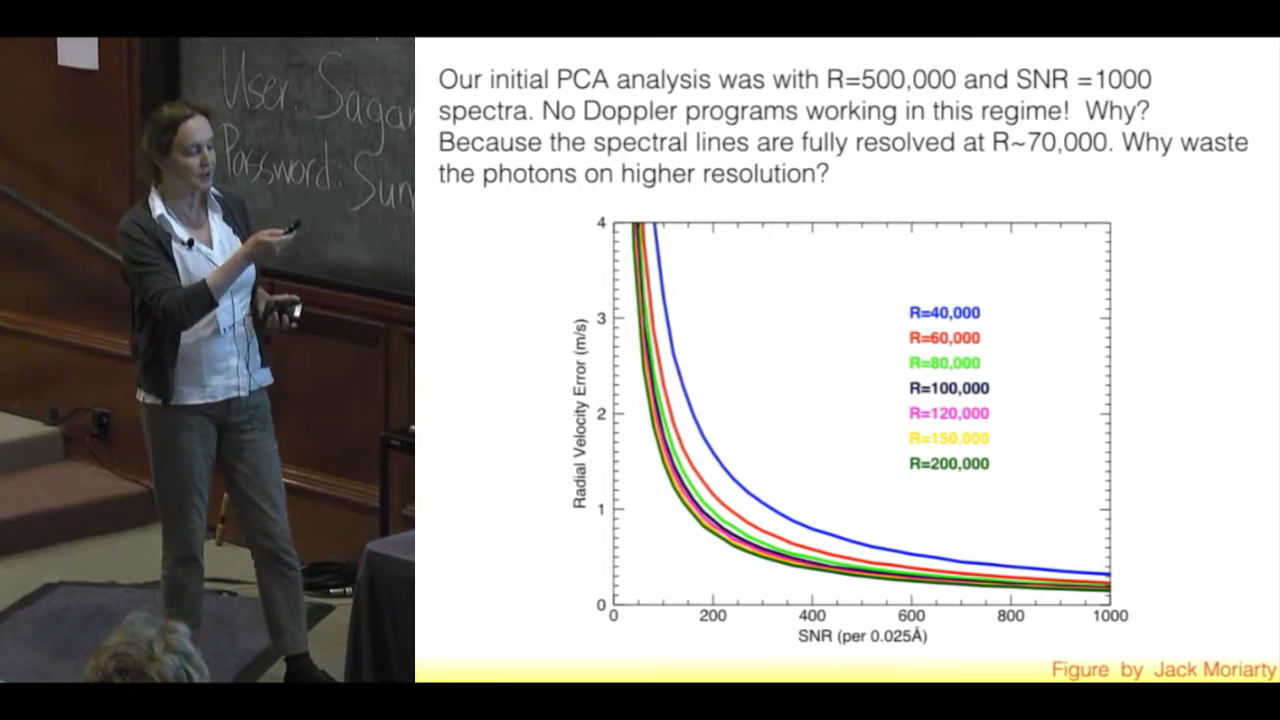 User: Sagar
Password: Sun
Our initial PCA analysis was with R=500,000 and SNR =1000
spectra. No Doppler programs working in this regime! Why?
Because the spectral lines are fully resolved at R~70,000. Why waste
the photons on higher resolution?
4
3
2
1
0
Radial Velocity Error (m/s)
R=40,000
R=60,000
R=80,000
R=100,000
R=120,000
R=150,000
R=200,000
0 200 400 600 800 1000
SNR (per 0.025Å)
Figure by Jack Moriarty